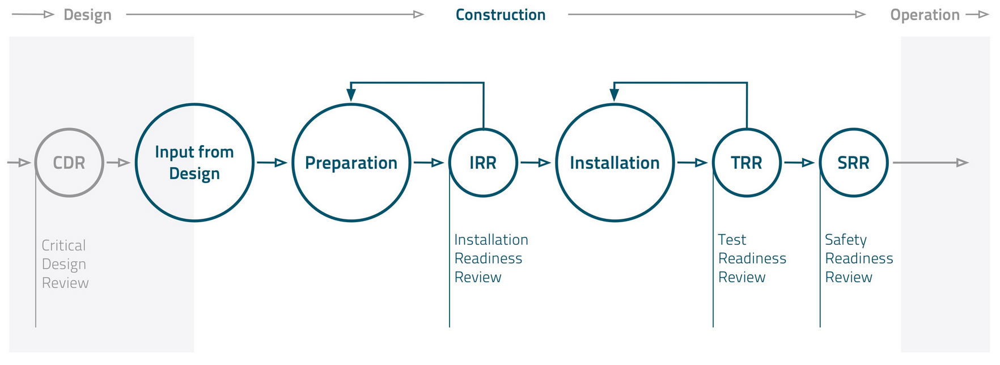 Design
Construction
Operation
CDR
Input from
Design
Preparation
IRR
Installation
TRR
SRR
Critical
Design
Review
Installation
Readiness
Review
Test
Readiness
Review
Safety
Readiness
Review